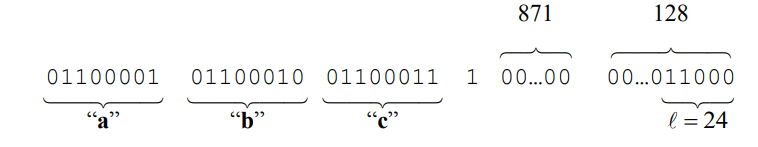 871 128
01100001 01100010 01100011 1 00…00 00…011000
“a” “b” “c” ℓ = 24